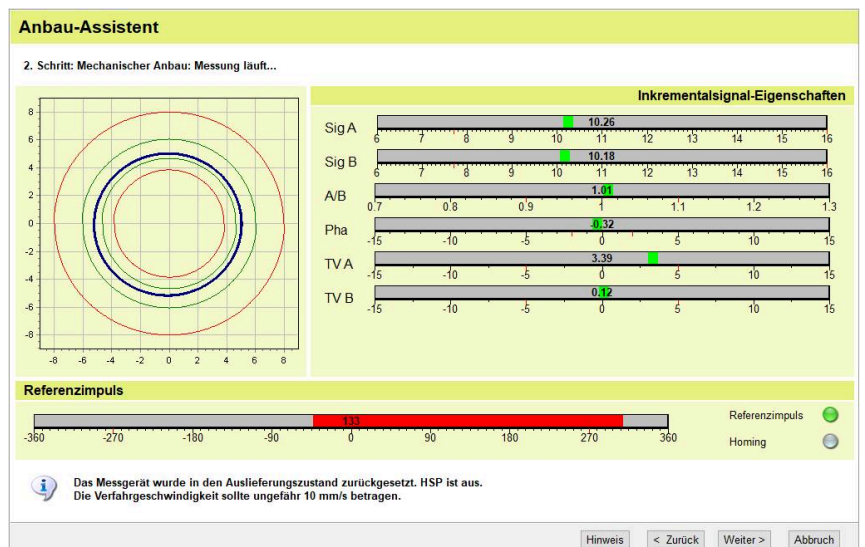 Anbau-Assistent
2. Schritt: Mechanischer Anbau: Messung läuft...
Inkrementalsignal-Eigenschaften
8
6
4
2
0
-2
-4
-6
-8
-8 -6 -4 -2 0 2 4 6 8
Sig A 10.26
6 7 8 9 10 11 12 13 14 15 16
Sig B 10.18
6 7 8 9 10 11 12 13 14 15 16
A/B 1.01
0.7 0.8 0.9 1 1.1 1.2 1.3
Pha -0.32
-15 -10 -5 0 5 10 15
TV A 3.39
-15 -10 -5 0 5 10 15
TV B 0.12
-15 -10 -5 0 5 10 15
Referenzimpuls
133
-360 -270 -180 -90 0 90 180 270 360
Referenzimpuls
Homing
Das Messgerät wurde in den Auslieferungszustand zurückgesetzt. HSP ist aus.
Die Verfahrgeschwindigkeit sollte ungefähr 10 mm/s betragen.
Hinweis < Zurück Weiter > Abbruch